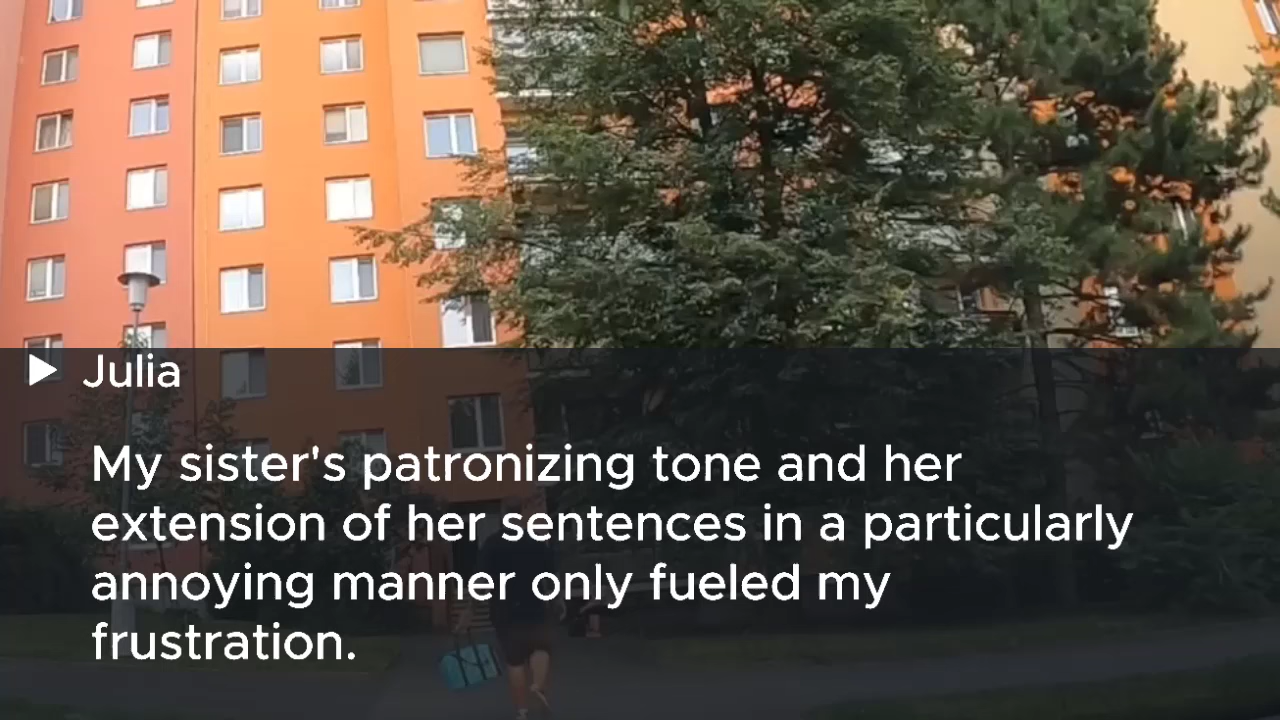 Julia
My sister's patronizing tone and her
extension of her sentences in a particularly
annoying manner only fueled my
frustration.